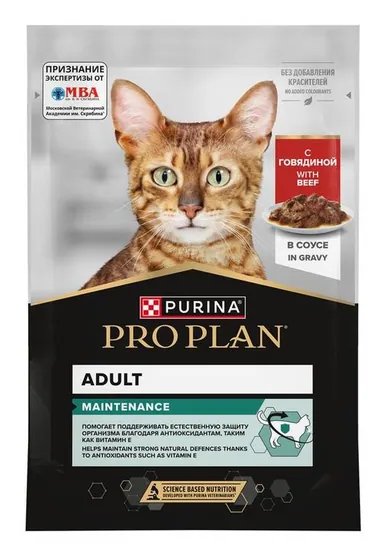 ПРИЗНАНИЕ
ЭКСПЕРТИЗЫ ОТ
МВА
Московской Ветеринарной
Академии им. Скрябина*
БЕЗ ДОБАВЛЕНИЯ
КРАСИТЕЛЕЙ
NO ADDED COLOURANTS
С
ГОВЯДИНОЙ
WITH
BEEF
В СОУСЕ
IN GRAVY
PURINA®
PRO PLAN®
ADULT
MAINTENANCE
ПОМОГАЕТ ПОДДЕРЖИВАТЬ ЕСТЕСТВЕННУЮ ЗАЩИТУ
ОРГАНИЗМА БЛАГОДАРЯ АНТИОКСИДАНТАМ, ТАКИМ
КАК ВИТАМИН Е
HELPS MAINTAIN STRONG NATURAL DEFENCES THANKS
TO ANTIOXIDANTS SUCH AS VITAMIN E
SCIENCE BASED NUTRITION
DEVELOPED WITH PURINA VETERINARIANS